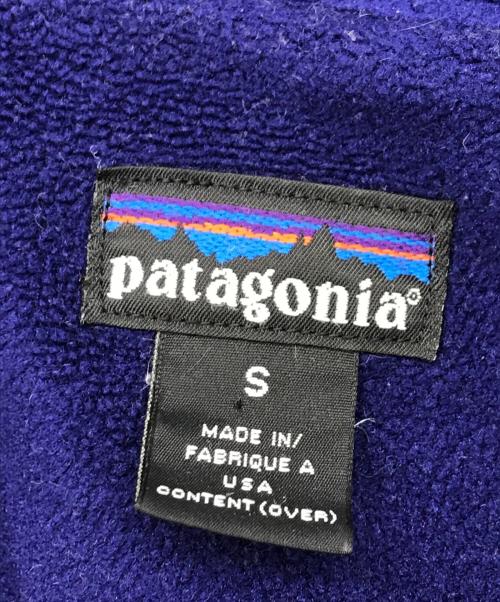 patagonia®
S
MADE IN/
FABRIQUE A
USA
CONTENT (OVER)